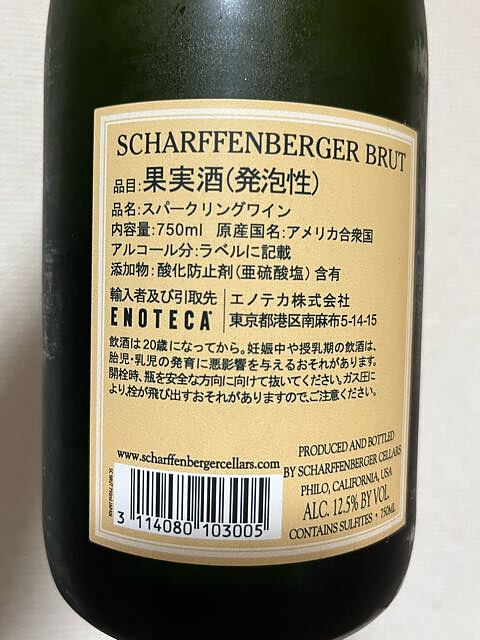 SCHARFFENBERGER BRUT
品目:果実酒(発泡性)
品名:スパークリングワイン
内容量:750ml 原産国名:アメリカ合衆国
アルコール分:ラベルに記載
添加物:酸化防止剤(亜硫酸塩)含有
輸入者及び引取先 エノテカ株式会社
ENOTECA® 東京都港区南麻布5-14-15
飲酒は20歳になってから。妊娠中や授乳期の飲酒は、
胎児・乳児の発育に悪影響を与えるおそれがあります。
開栓時、瓶を安全な方向に向けて抜いてください。ガス圧に
より、栓が飛び出すおそれがありますので、ご注意ください。
www.scharffenbergercellars.com
PRODUCED AND BOTTLED
BY SCHARFFENBERGER CELLARS
PHILO, CALIFORNIA, USA
ALC. 12.5% BY VOL.
CONTAINS SULFITES • 750ML
3 114080 103005